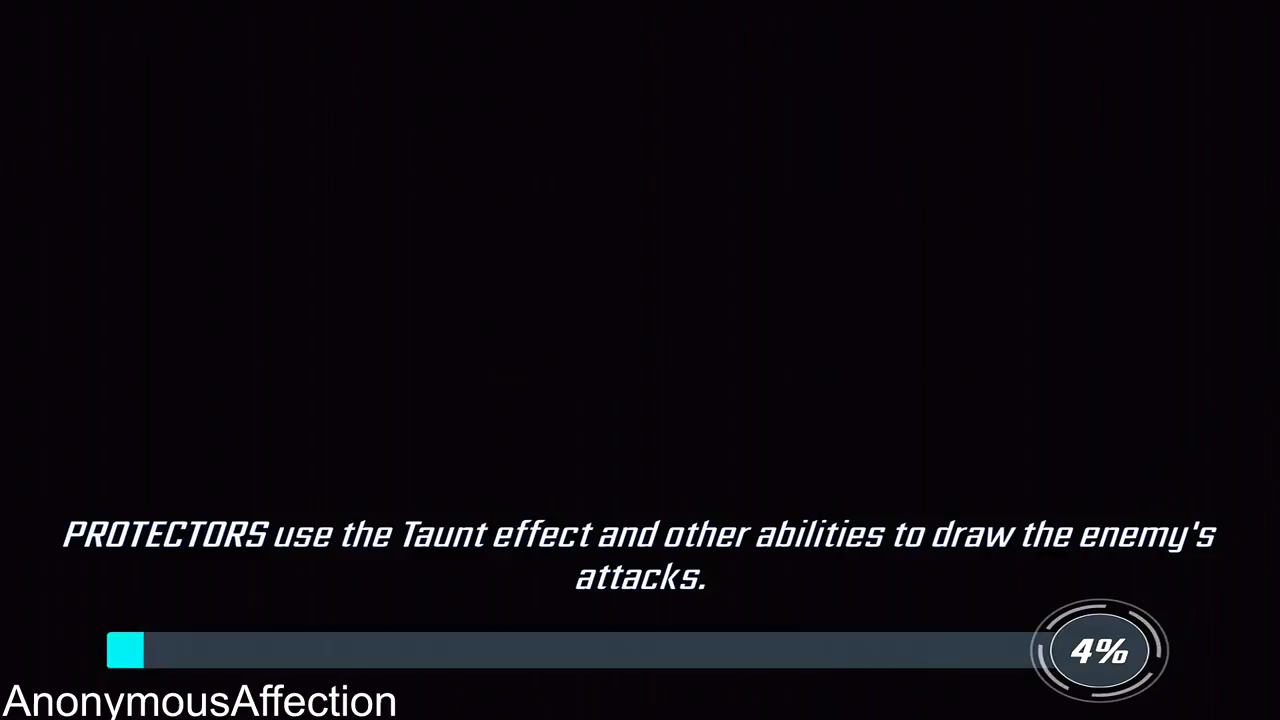 PROTECTORS use the Taunt effect and other abilities to draw the enemy's
attacks.
4%
AnonymousAffection